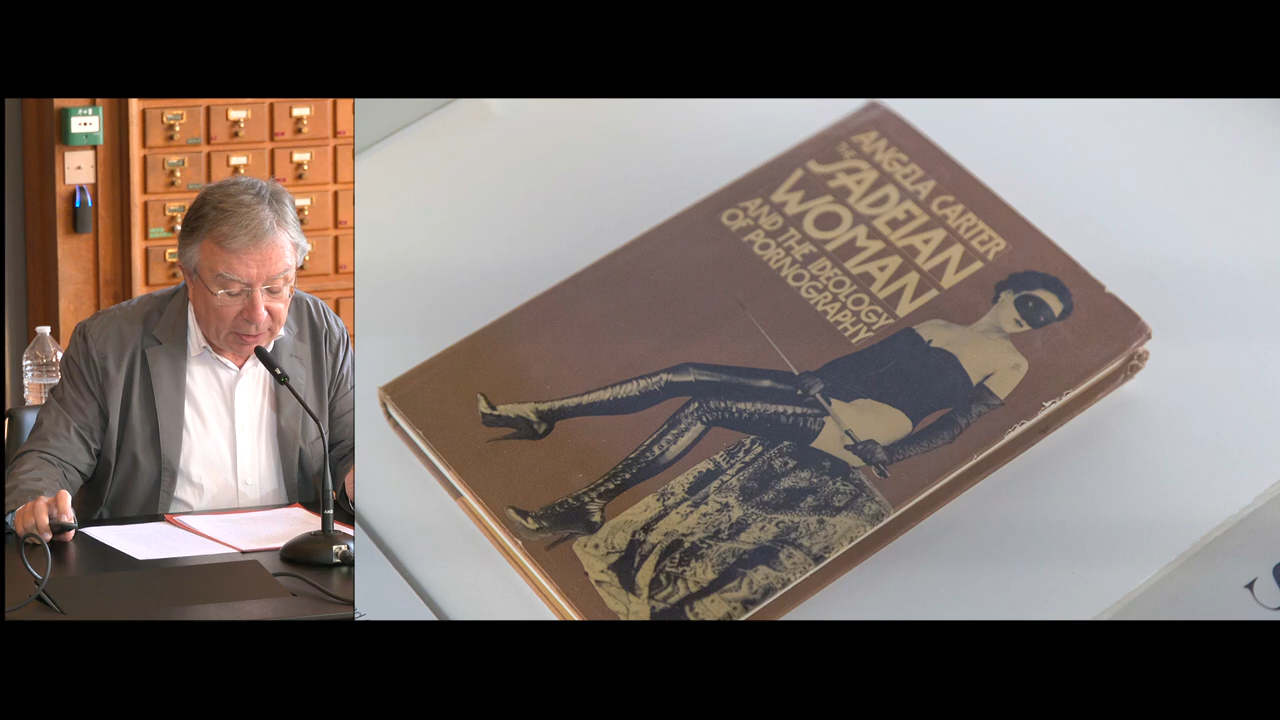 ANGELA CARTER
THE
SADEIAN
WOMAN
AND THE IDEOLOGY
OF PORNOGRAPHY